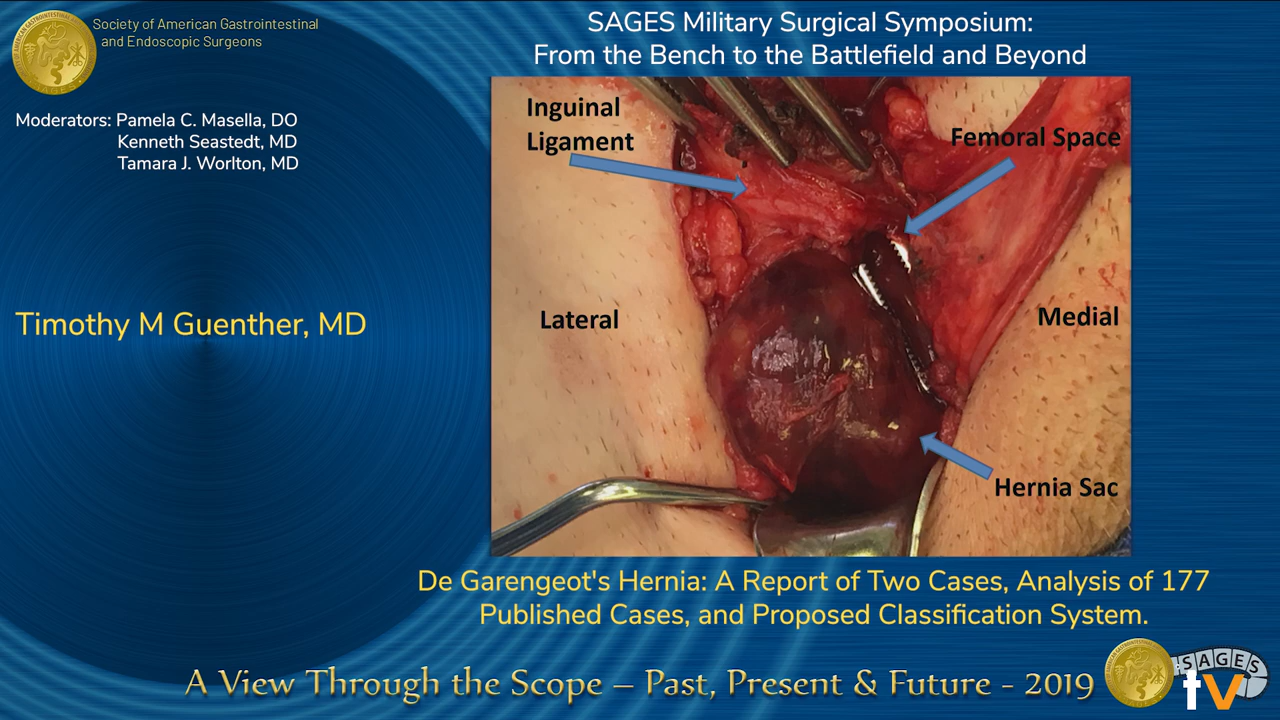 Society of American Gastrointestinal
and Endoscopic Surgeons
SAGES Military Surgical Symposium:
From the Bench to the Battlefield and Beyond
Moderators: Pamela C. Masella, DO
Kenneth Seastedt, MD
Tamara J. Worlton, MD
Timothy M Guenther, MD
Inguinal
Ligament
Femoral Space
Lateral
Medial
Hernia Sac
De Garengeot's Hernia: A Report of Two Cases, Analysis of 177
Published Cases, and Proposed Classification System.
A View Through the Scope – Past, Present & Future - 2019
SAGES
tv